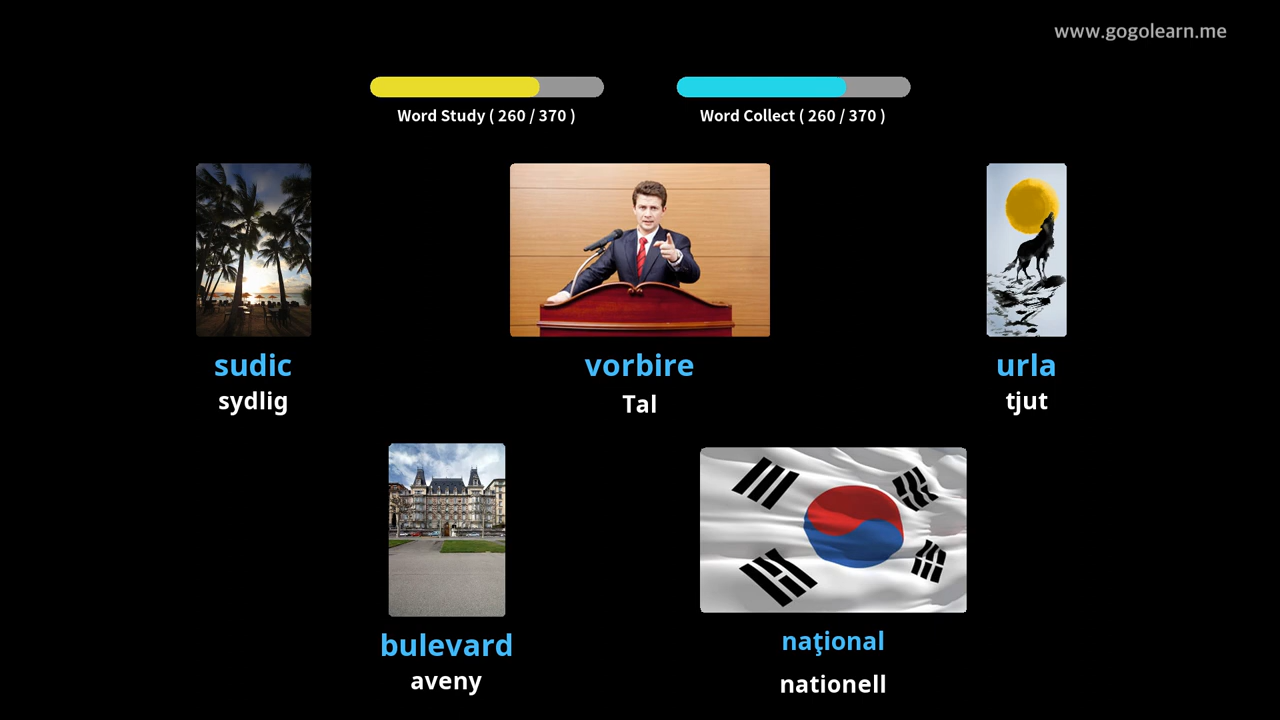 www.gogolearn.me
Word Study ( 260 / 370 )
Word Collect ( 260 / 370 )
sudic
sydlig
vorbire
Tal
urla
tjut
bulevard
aveny
naţional
nationell